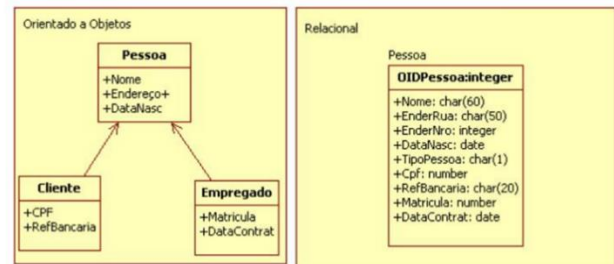 Orientado a Objetos
Pessoa
+Nome
+Endereço+
+DataNasc
Cliente
+CPF
+RefBancaria
Empregado
+Matricula
+DataContrat
Relacional
Pessoa
OIDPessoa:integer
+Nome: char(60)
+EnderRua: char(50)
+EnderNro: integer
+DataNasc: date
+TipoPessoa: char(1)
+Cpf: number
+RefBancaria: char(20)
+Matricula: number
+DataContrat: date